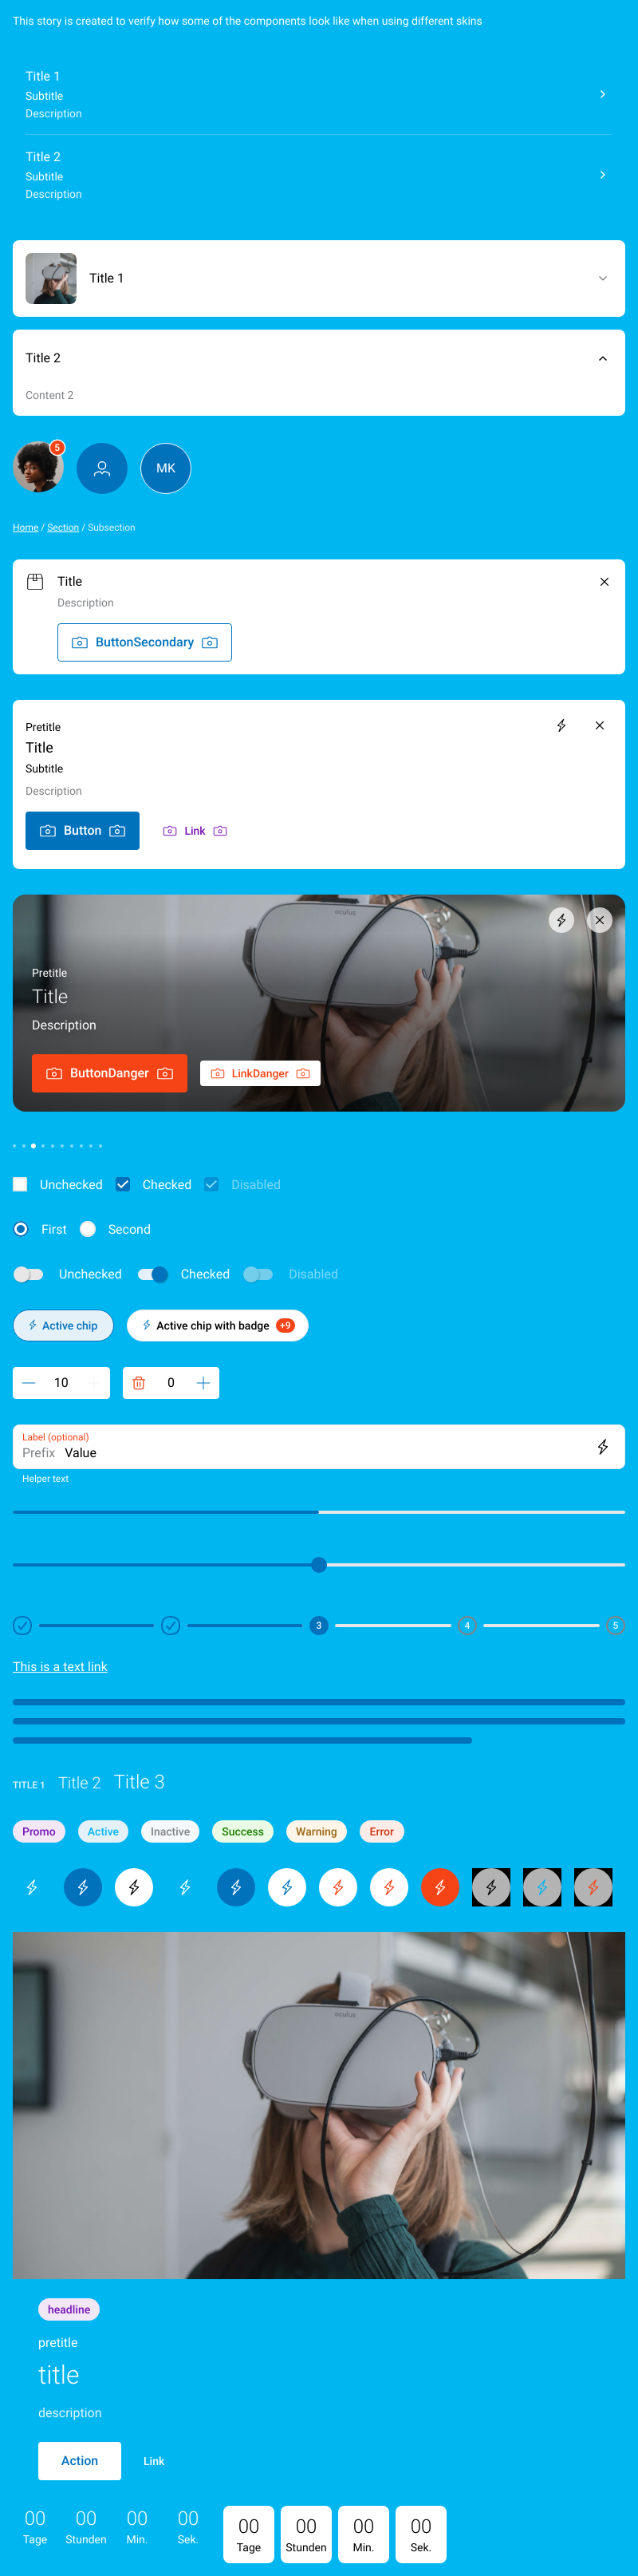 This story is created to verify how some of the components look like when using different skins
Title 1
Subtitle
Description
Title 2
Subtitle
Description
Title 1
Title 2
Content 2
5
MK
Home / Section / Subsection
Title
Description
ButtonSecondary
Pretitle
Title
Subtitle
Description
Button Link
oculus
Pretitle
Title
Description
ButtonDanger LinkDanger
Unchecked Checked Disabled
First Second
Unchecked Checked Disabled
Active chip Active chip with badge +9
10 0
Label (optional)
Prefix Value
Helper text
3 4 5
This is a text link
TITLE 1 Title 2 Title 3
Promo Active Inactive Success Warning Error
oculus
headline
pretitle
title
description
Action Link
00 00 00 00 00 00 00 00
Tage Stunden Min. Sek. Tage Stunden Min. Sek.